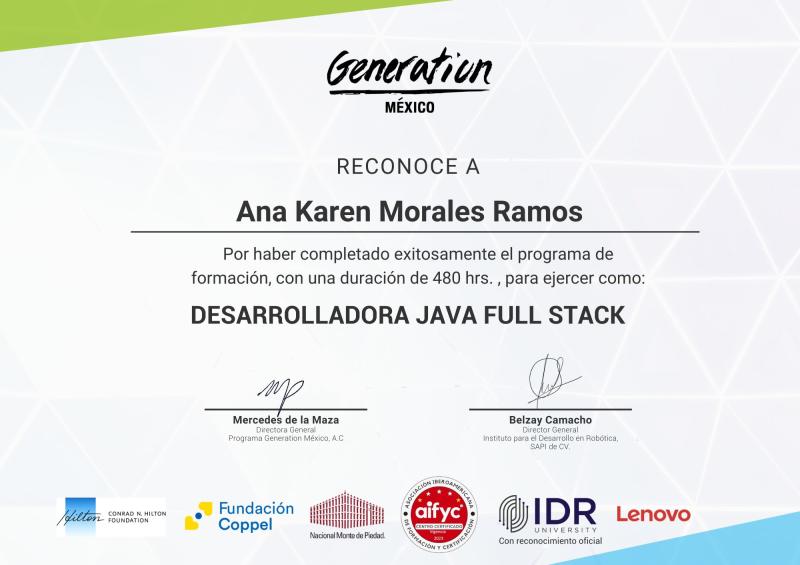 Generation
MÉXICO
RECONOCE A
Ana Karen Morales Ramos
Por haber completado exitosamente el programa de
formación, con una duración de 480 hrs. , para ejercer como:
DESARROLLADORA JAVA FULL STACK
Mercedes de la Maza
Directora General
Programa Generation México, A.C
Belzay Camacho
Director General
Instituto para el Desarrollo en Robótica,
SAPI de CV.
Hilton
CONRAD N. HILTON
FOUNDATION
Fundación
Coppel
Nacional Monte de Piedad.
ASOCIACIÓN IBEROAMERICANA
aifyc
CENTRO CERTIFICADO
Vigencia
2023
DE FORMACIÓN Y CERTIFICACIÓN
IDR
UNIVERSITY
Con reconocimiento oficial
Lenovo